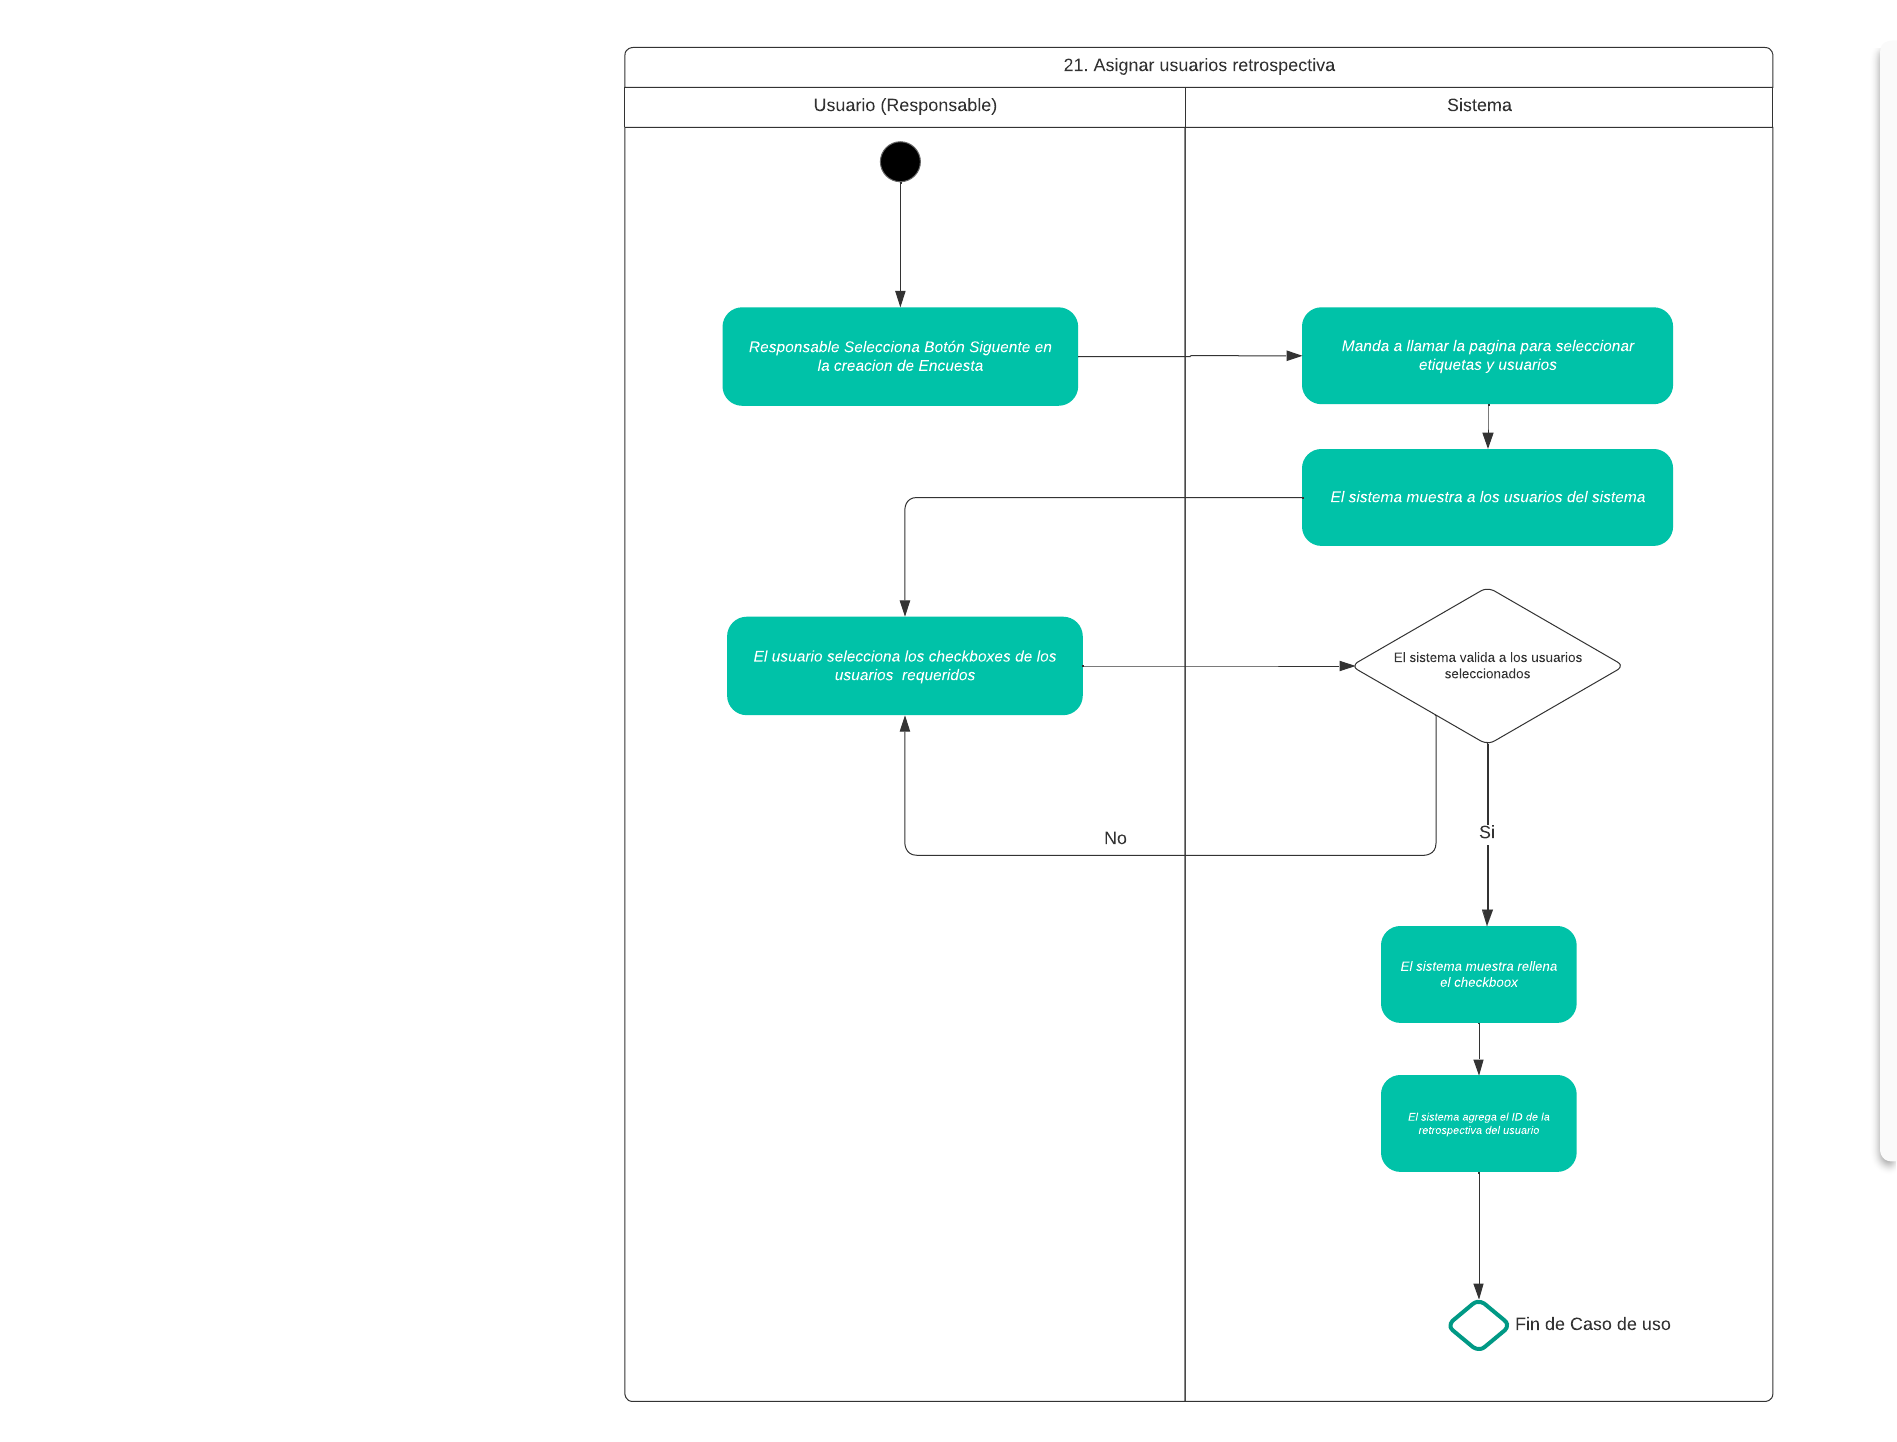 21. Asignar usuarios retrospectiva
Usuario (Responsable)
Sistema
Responsable Selecciona Botón Siguente en
la creacion de Encuesta
Manda a llamar la pagina para seleccionar
etiquetas y usuarios
El sistema muestra a los usuarios del sistema
El usuario selecciona los checkboxes de los
usuarios  requeridos
El sistema valida a los usuarios
seleccionados
No
Si
El sistema muestra rellena
el checkboox
El sistema agrega el ID de la
retrospectiva del usuario
Fin de Caso de uso